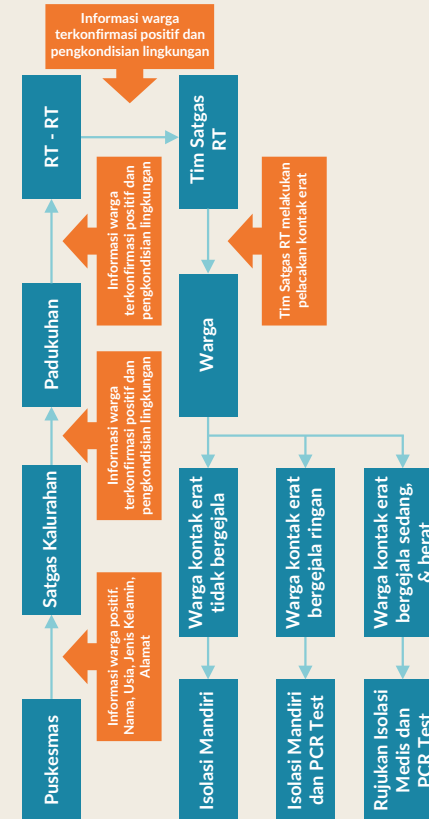 Informasi warga
terkonfirmasi positif dan
pengkondisian lingkungan
Puskesmas
Satgas Kalurahan
Padukuhan
RT - RT
Informasi warga positif.
Nama, Usia, Jenis Kelamin,
Alamat
Informasi warga
terkonfirmasi positif dan
pengkondisian lingkungan
Informasi warga
terkonfirmasi positif dan
pengkondisian lingkungan
Tim Satgas
RT
Tim Satgas RT melakukan
pelacakan kontak erat
Warga
Warga kontak erat
tidak bergejala
Isolasi Mandiri
Warga kontak erat
bergejala ringan
Isolasi Mandiri
dan PCR Test
Warga kontak erat
bergejala sedang,
& berat
Rujukan Isolasi
Medis dan
PCR Test